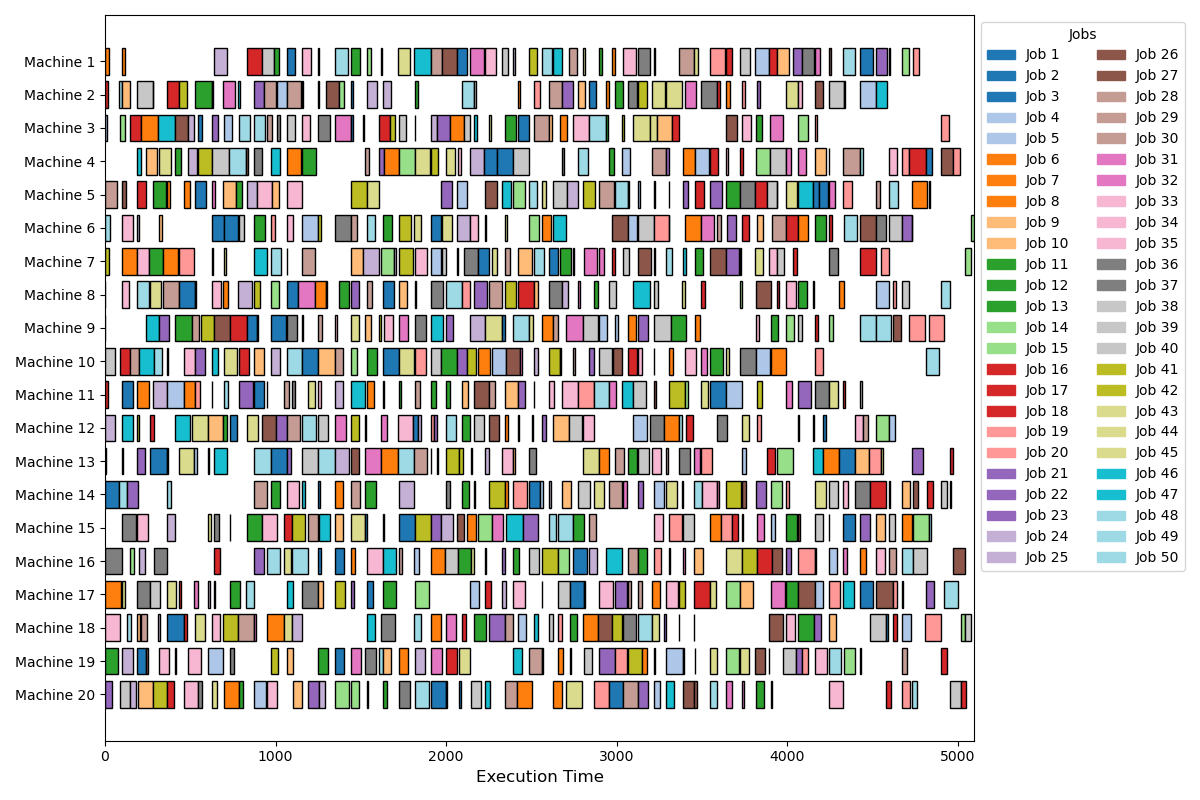 Machine 1
Machine 2
Machine 3
Machine 4
Machine 5
Machine 6
Machine 7
Machine 8
Machine 9
Machine 10
Machine 11
Machine 12
Machine 13
Machine 14
Machine 15
Machine 16
Machine 17
Machine 18
Machine 19
Machine 20
0 1000 2000 3000 4000 5000
Execution Time
Jobs
Job 1
Job 2
Job 3
Job 4
Job 5
Job 6
Job 7
Job 8
Job 9
Job 10
Job 11
Job 12
Job 13
Job 14
Job 15
Job 16
Job 17
Job 18
Job 19
Job 20
Job 21
Job 22
Job 23
Job 24
Job 25
Job 26
Job 27
Job 28
Job 29
Job 30
Job 31
Job 32
Job 33
Job 34
Job 35
Job 36
Job 37
Job 38
Job 39
Job 40
Job 41
Job 42
Job 43
Job 44
Job 45
Job 46
Job 47
Job 48
Job 49
Job 50